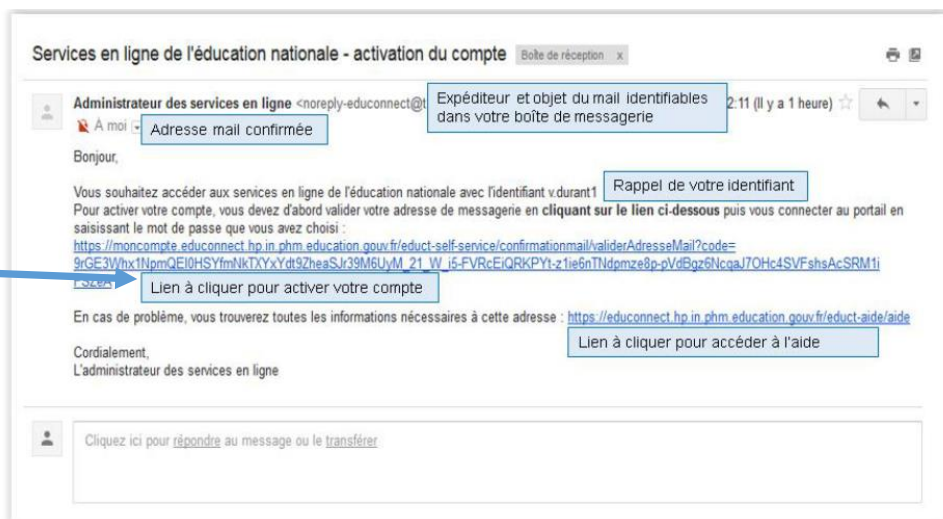 Services en ligne de l'éducation nationale - activation du compte Boîte de réception x
Administrateur des services en ligne <noreply-educonnect@t
Expéditeur et objet du mail identifiables
dans votre boîte de messagerie
2:11 (Il y a 1 heure)
À moi
Adresse mail confirmée
Bonjour,
Vous souhaitez accéder aux services en ligne de l'éducation nationale avec l'identifiant v.durant1
Rappel de votre identifiant
Pour activer votre compte, vous devez d'abord valider votre adresse de messagerie en cliquant sur le lien ci-dessous puis vous connecter au portail en
saisissant le mot de passe que vous avez choisi :
https://moncompte.educonnect.hp.in.phm.education.gouv.fr/educt-self-service/confirmationmail/validerAdresseMail?code=
9rGE3Whx1NpmQEI0HSYfmNkTXYxYdt9ZheaSJr39M6UyM_21_W_i5-FVRcEiQRKPYt-z1ie6nTNdpmze8p-pVdBgz6NcqaJ7OHc4SVFshsAcSRM1i
Lien à cliquer pour activer votre compte
En cas de problème, vous trouverez toutes les informations nécessaires à cette adresse : https://educonnect.hp.in.phm.education.gouv.fr/educt-aide/aide
Lien à cliquer pour accéder à l'aide
Cordialement,
L'administrateur des services en ligne
Cliquez ici pour répondre au message ou le transférer